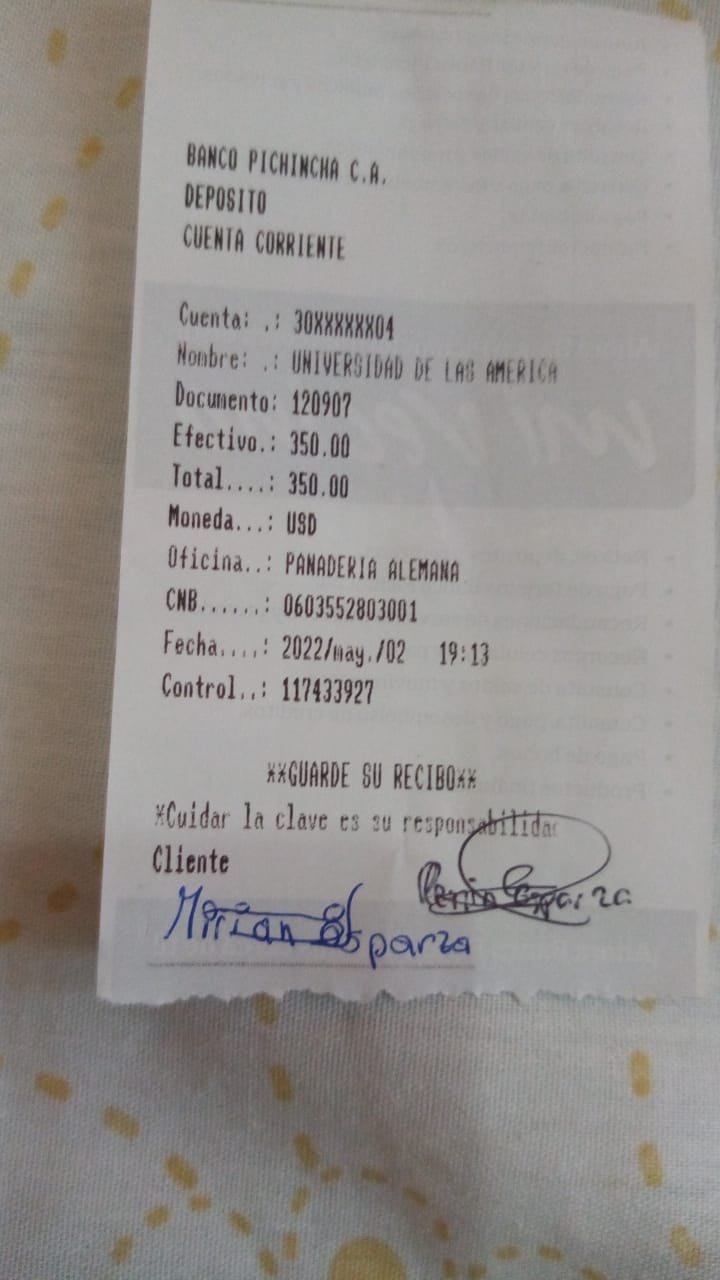 BANCO PICHINCHA C.A.
DEPOSITO
CUENTA CORRIENTE
Cuenta: .: 30XXXXXX04
Nombre: .: UNIVERSIDAD DE LAS AMERICA
Documento: 120907
Efectivo.: 350.00
Total....: 350.00
Moneda...: USD
Oficina..: PANADERIA ALEMANA
CNB......: 0603552803001
Fecha....: 2022/may./02 19:13
Control..: 117433927
**GUARDE SU RECIBO**
*Cuidar la clave es su responsabilidad
Cliente
Mirian Esparza
Esparza